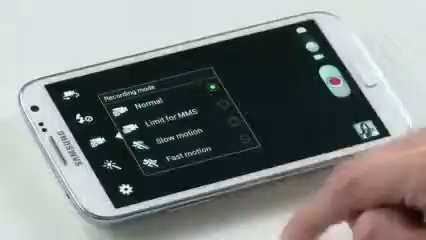 Recording mode
Normal
Limit for MMS
Slow motion
Fast motion
SAMSUNG